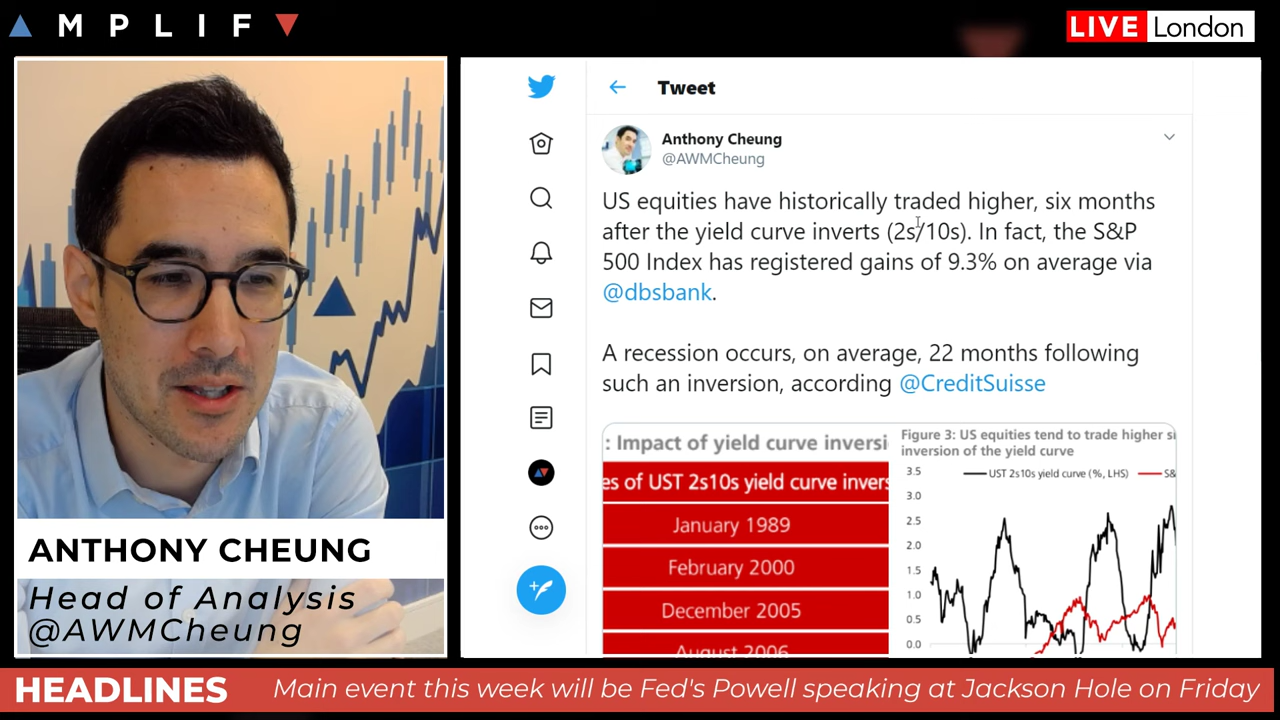 AMPLIFY
LIVE London
Tweet
Anthony Cheung
@AWMCheung
US equities have historically traded higher, six months
after the yield curve inverts (2s/10s). In fact, the S&P
500 Index has registered gains of 9.3% on average via
@dbsbank.
A recession occurs, on average, 22 months following
such an inversion, according @CreditSuisse
: Impact of yield curve inversi
es of UST 2s10s yield curve invers
January 1989
February 2000
December 2005
August 2006
Figure 3: US equities tend to trade higher si
inversion of the yield curve
UST 2s10s yield curve (%, LHS) S&
3.5
3.0
2.5
2.0
1.5
1.0
0.5
0.0
ANTHONY CHEUNG
Head of Analysis
@AWMCheung
HEADLINES Main event this week will be Fed's Powell speaking at Jackson Hole on Friday